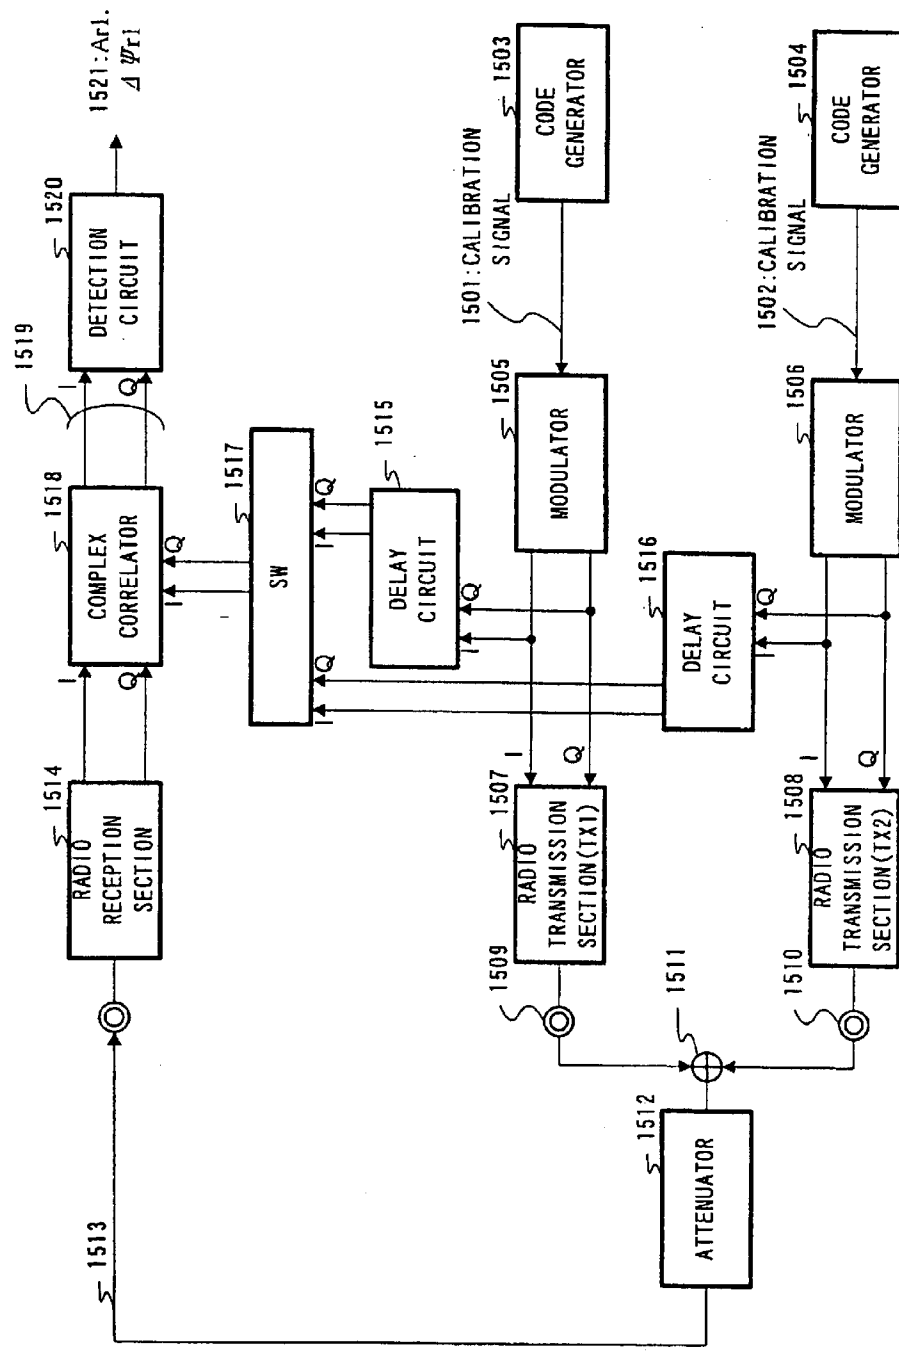 1513
1514
RADIO
RECEPTION
SECTION
I
Q
1518
COMPLEX
CORRELATOR
I
Q
1519
I
Q
1520
DETECTION
CIRCUIT
1521:Ar1.
Δ Ψr1
1517
SW
I
Q
I
Q
1515
DELAY
CIRCUIT
I
Q
1512
ATTENUATOR
1511
1509
1507
RADIO
TRANSMISSION
SECTION(TX1)
I
Q
1505
MODULATOR
1501:CALIBRATION
SIGNAL
1503
CODE
GENERATOR
1516
DELAY
CIRCUIT
I
Q
1510
1508
RADIO
TRANSMISSION
SECTION(TX2)
I
Q
1506
MODULATOR
1502:CALIBRATION
SIGNAL
1504
CODE
GENERATOR